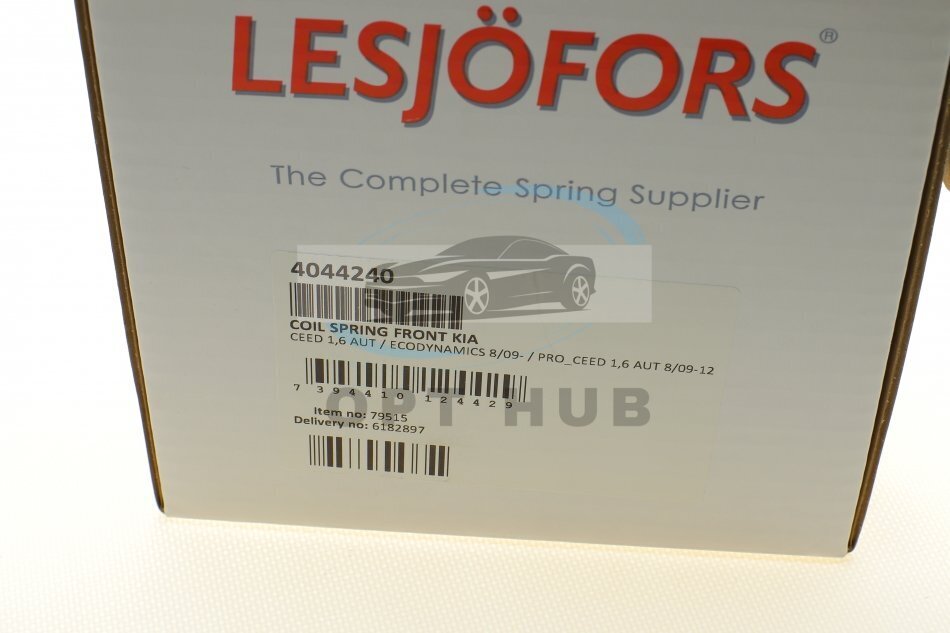 LESJÖFORS®
The Complete Spring Supplier
4044240
COIL SPRING FRONT KIA
CEED 1,6 AUT / ECODYNAMICS 8/09- / PRO_CEED 1,6 AUT 8/09-12
7 394410 124429
OPT HUB
Item no: 79515
Delivery no: 6182897